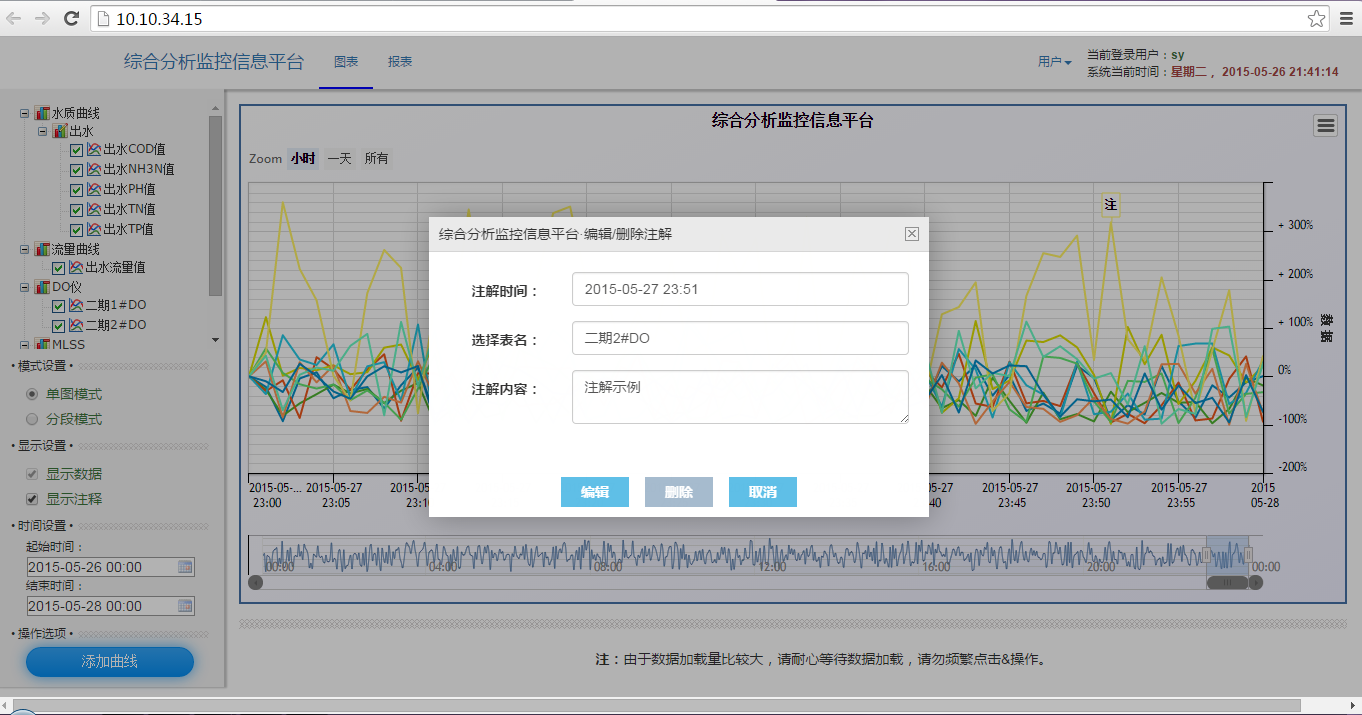 10.10.34.15
综合分析监控信息平台
图表
报表
用户
当前登录用户：sy
系统当前时间：星期二， 2015-05-26 21:41:14
水质曲线
出水
出水COD值
出水NH3N值
出水PH值
出水TN值
出水TP值
流量曲线
出水流量值
DO仪
二期1#DO
二期2#DO
MLSS
• 模式设置 •
单图模式
分段模式
• 显示设置 •
显示数据
显示注释
• 时间设置 •
起始时间：
2015-05-26 00:00
结束时间：
2015-05-28 00:00
• 操作选项 •
添加曲线
综合分析监控信息平台
Zoom 小时 一天 所有
注
+ 300%
+ 200%
+ 100%
0%
-100%
-200%
数据
综合分析监控信息平台·编辑/删除注解
注解时间：
2015-05-27 23:51
选择表名：
二期2#DO
注解内容：
注解示例
编辑 删除 取消
2015-05-... 2015-05-27 2015-05 05-27 2015-05-27 2015-05-27 2015-05-27 2015
23:00 23:05 23:10 40 23:45 23:50 23:55 05-28
00:00 04:00 08:00 12:00 16:00 20:00 00:00
注：由于数据加载量比较大，请耐心等待数据加载，请勿频繁点击&操作。